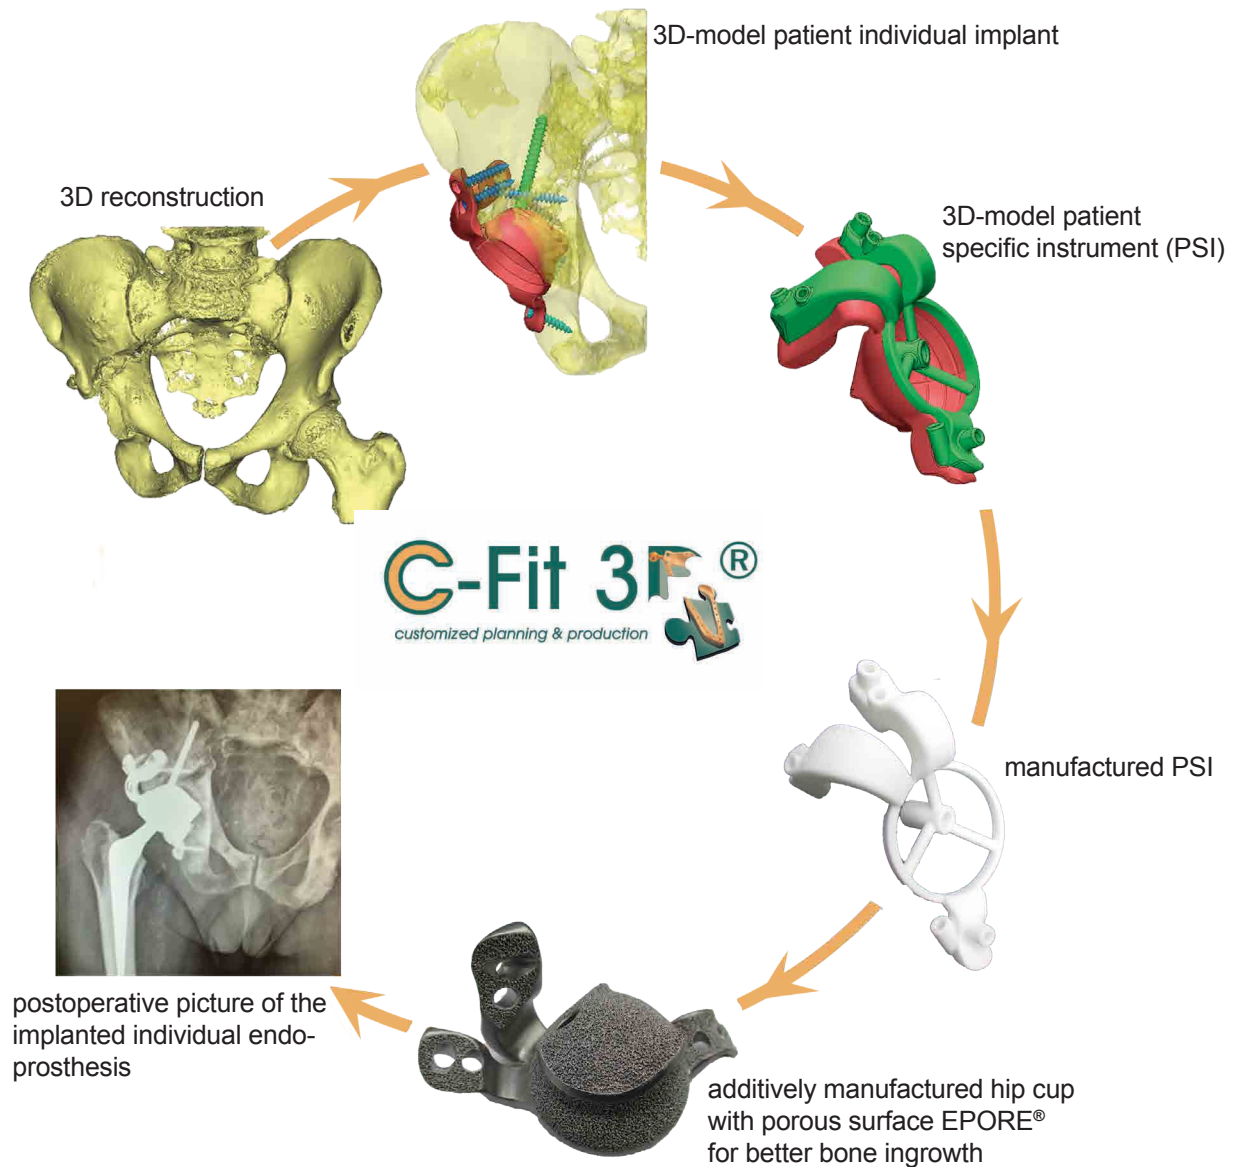 3D-model patient individual implant
3D reconstruction
3D-model patient
specific instrument (PSI)
C-Fit 3D®
customized planning & production
manufactured PSI
postoperative picture of the
implanted individual endo-
prosthesis
additively manufactured hip cup
with porous surface EPORE®
for better bone ingrowth